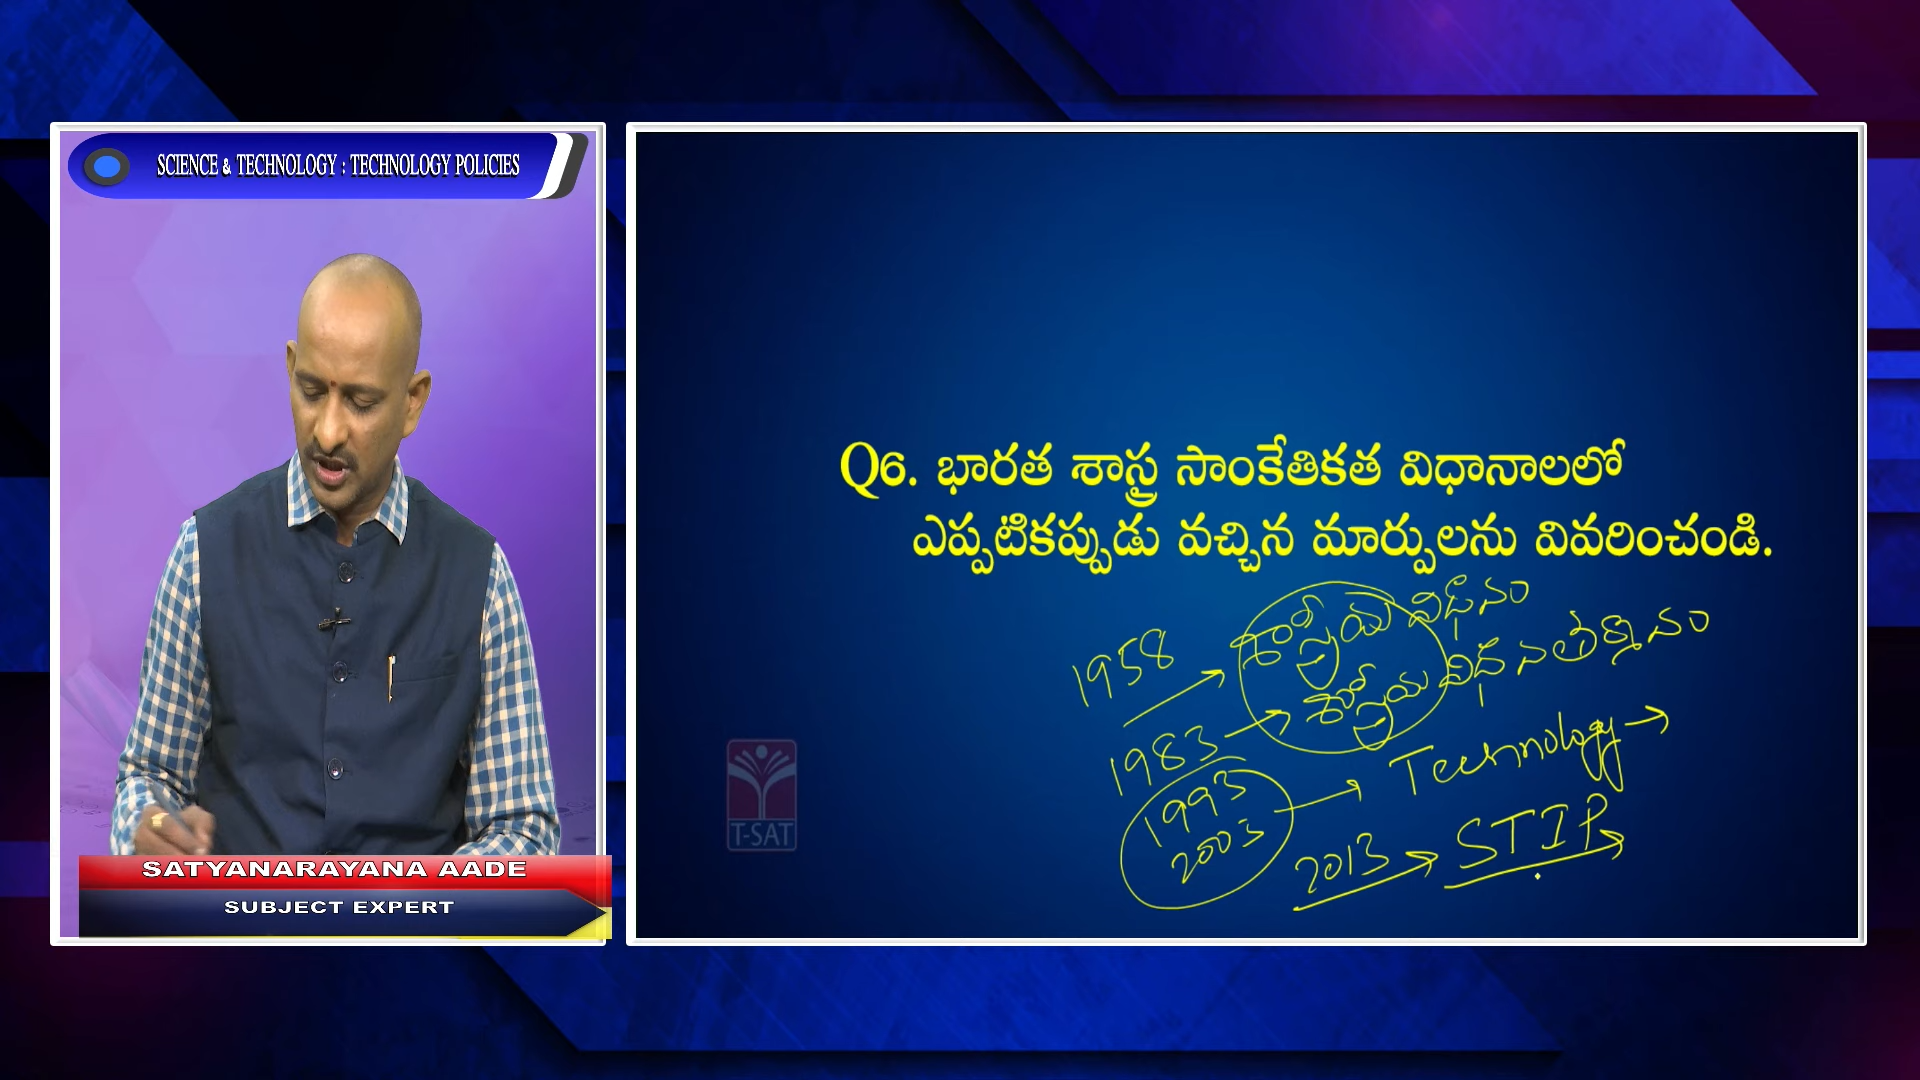 SCIENCE & TECHNOLOGY : TECHNOLOGY POLICIES
Q6. భారత శాస్త్ర సాంకేతికత విధానాలలో
ఎప్పటికప్పుడు వచ్చిన మార్పులను వివరించండి.
1958 → శాస్త్రీయ విధానం
1983 → శాస్త్రీయ
1993
2003 → Technology →
2013 → STIP
T-SAT
SATYANARAYANA AADE
SUBJECT EXPERT